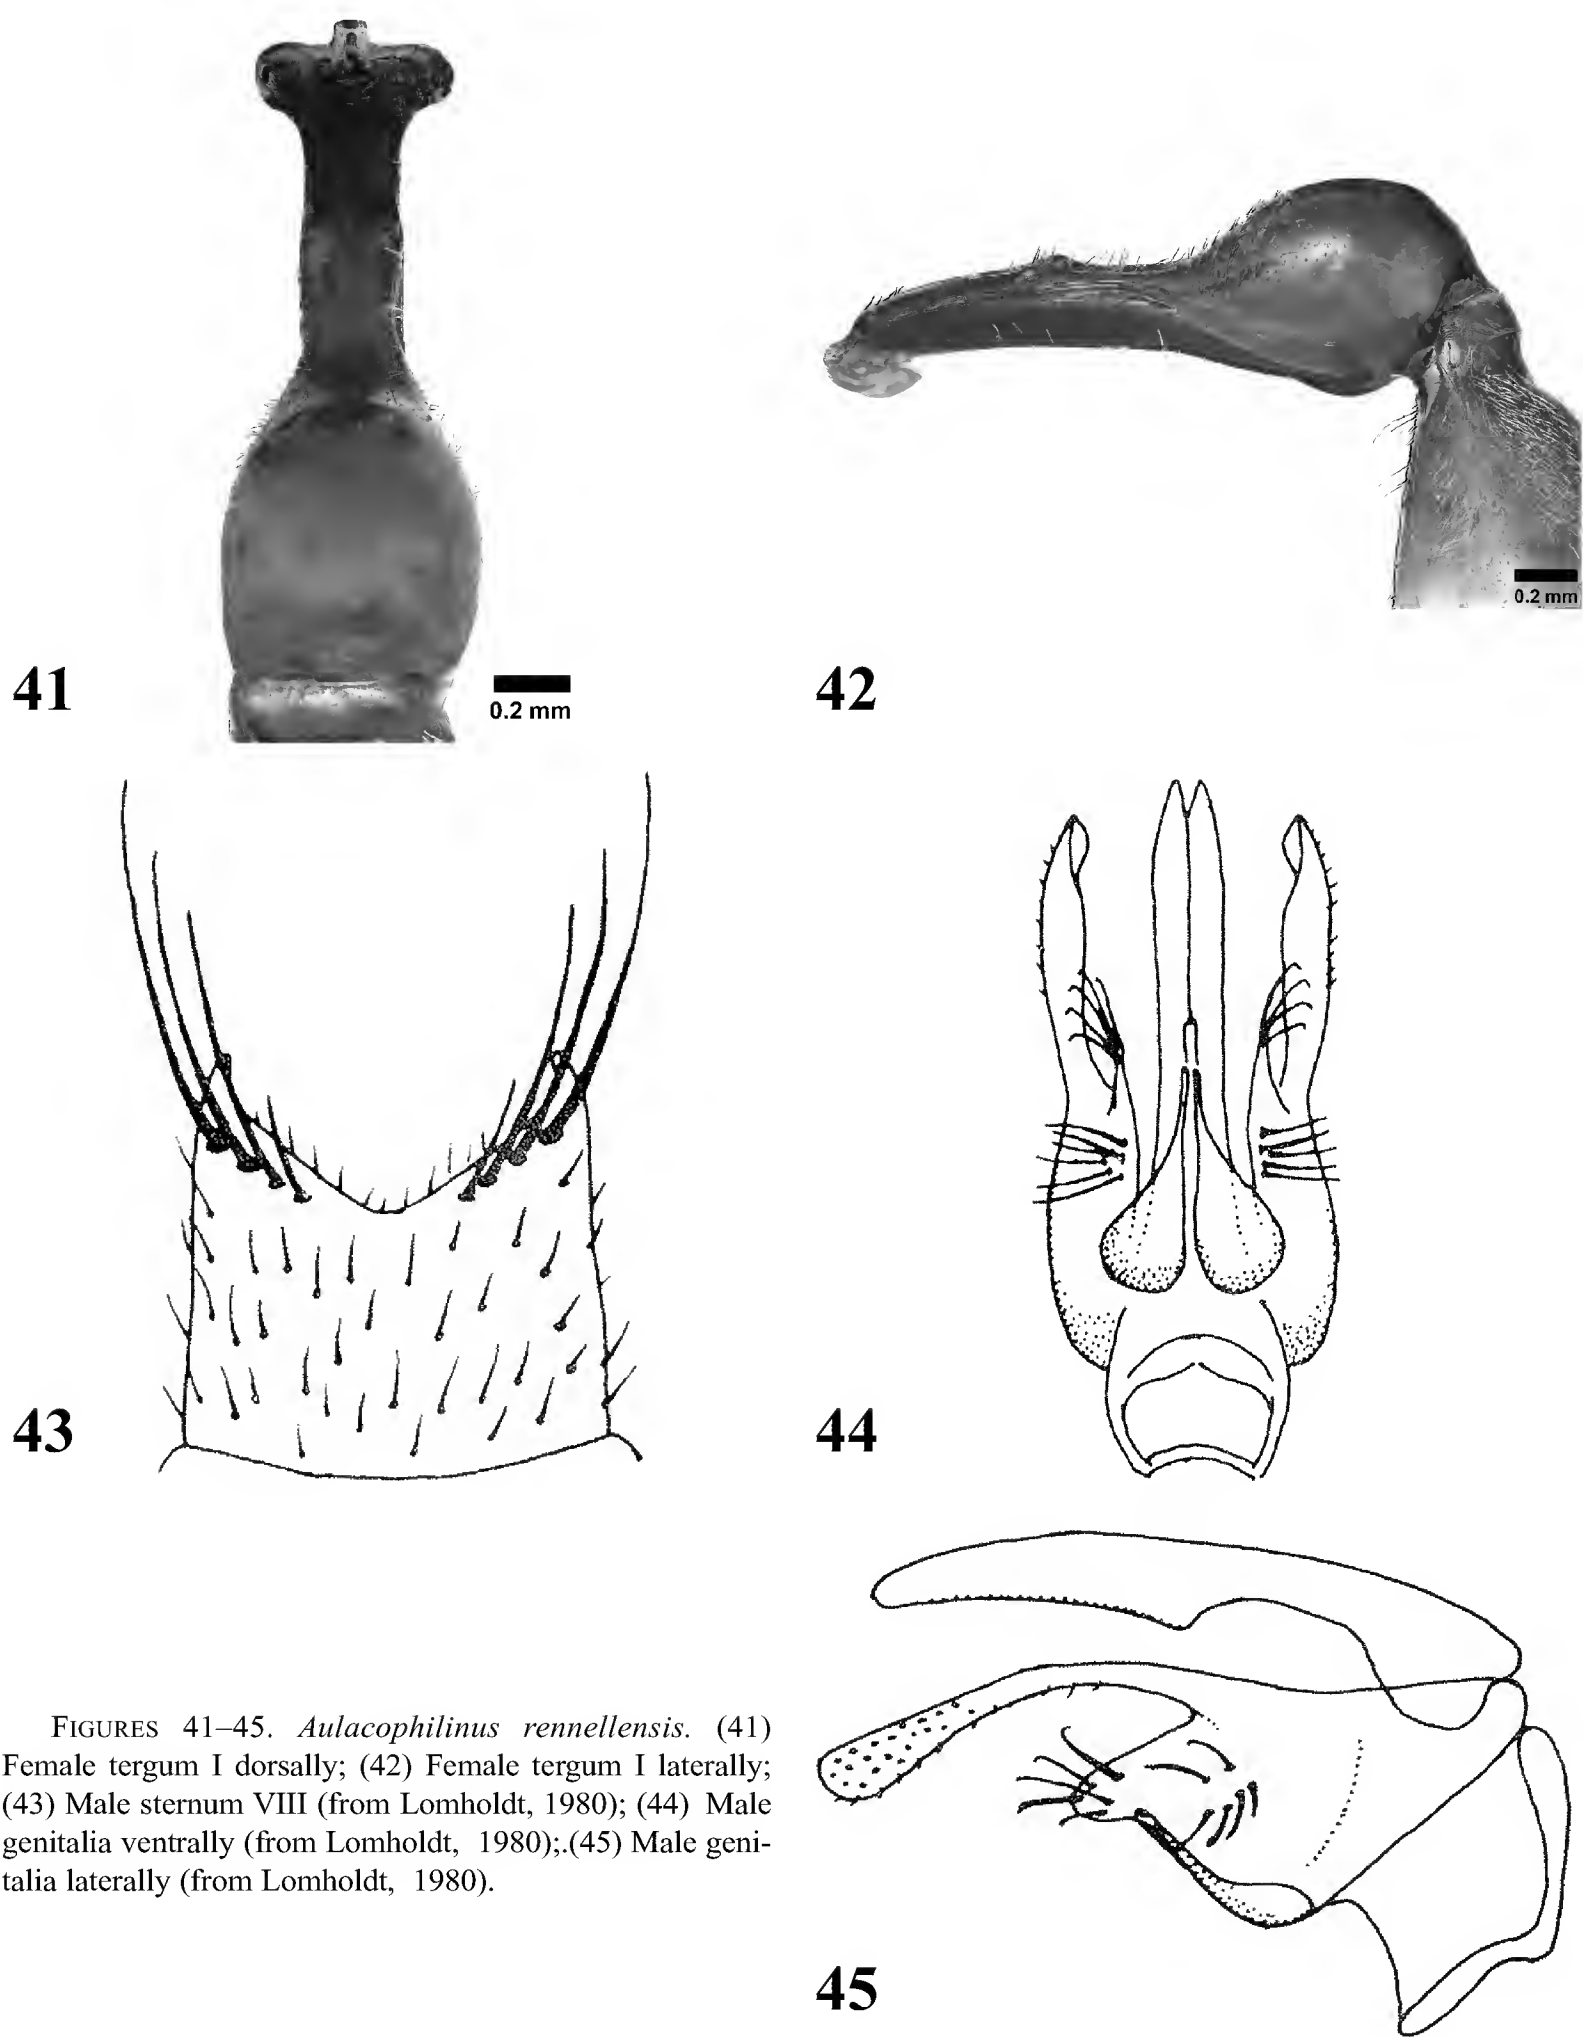 41
0.2 mm
42
0.2 mm
43
44
FIGURES 41–45. Aulacophilinus rennellensis. (41)
Female tergum I dorsally; (42) Female tergum I laterally;
(43) Male sternum VIII (from Lomholdt, 1980); (44) Male
genitalia ventrally (from Lomholdt, 1980);.(45) Male geni-
talia laterally (from Lomholdt, 1980).
45